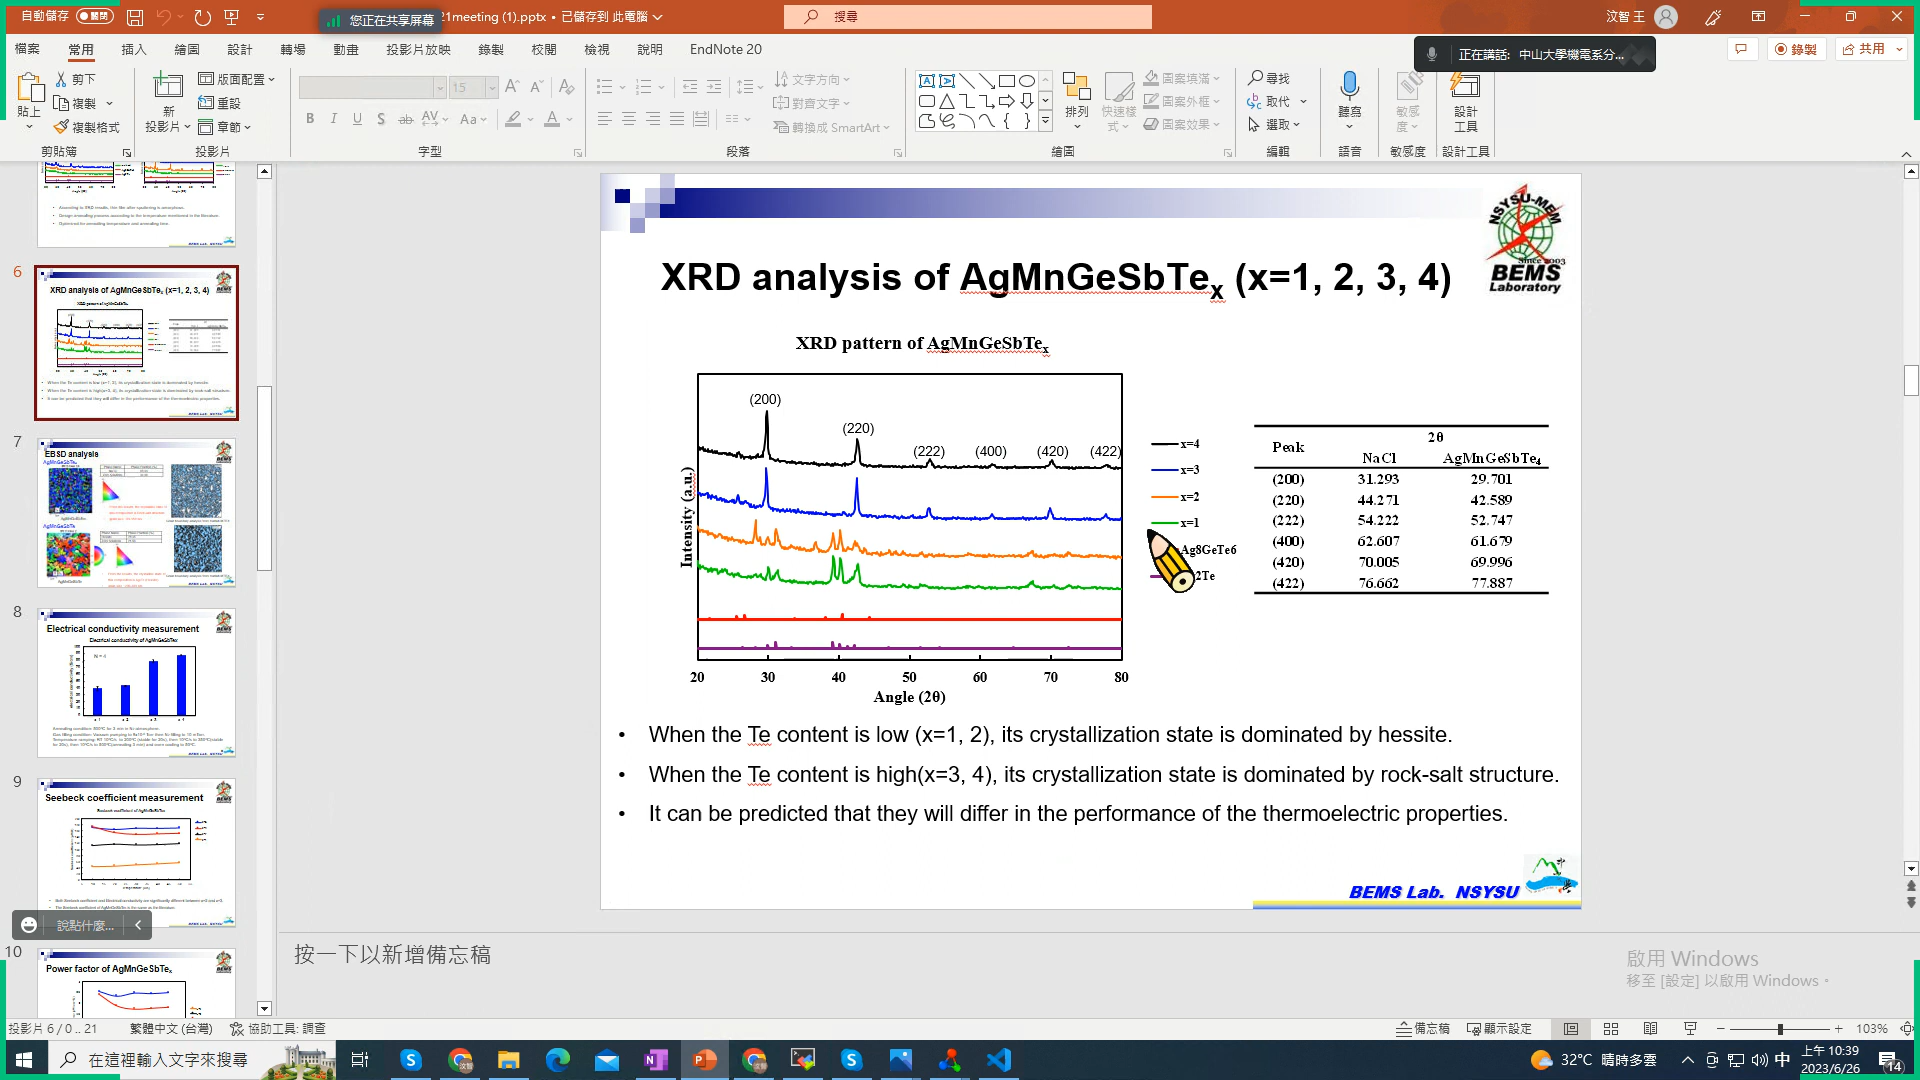 自動儲存 關閉
您正在共享屏幕
21meeting (1).pptx • 已儲存到 此電腦
搜尋
汶智 王
檔案 常用 插入 繪圖 設計 轉場 動畫 投影片放映 錄製 校閱 檢視 說明 EndNote 20
正在講話: 中山大學機電系分...
錄製 共用
貼上 剪下 複製 複製格式 剪貼簿
新投影片 版面配置 重設 章節 投影片
15
字型
文字方向 對齊文字 轉換成 SmartArt 段落
排列 快速樣式 圖案填滿 圖案外框 圖案效果 繪圖
尋找 取代 選取 編輯
聽寫 語音
敏感度 敏感度
設計工具 設計工具
6
7
EBSD analysis
8
Electrical conductivity measurement
9
Seebeck coefficient measurement
10
Power factor of AgMnGeSbTex
說點什麼...
NSYSU-MEM
Since 2003
BEMS
Laboratory
XRD analysis of AgMnGeSbTex (x=1, 2, 3, 4)
XRD pattern of AgMnGeSbTex
(200)
(220)
(222) (400) (420) (422)
Intensity (a.u.)
20 30 40 50 60 70 80
Angle (2θ)
x=4
x=3
x=2
x=1
Ag8GeTe6
2Te
Peak 2θ
NaCl AgMnGeSbTe4
(200) 31.293 29.701
(220) 44.271 42.589
(222) 54.222 52.747
(400) 62.607 61.679
(420) 70.005 69.996
(422) 76.662 77.887
• When the Te content is low (x=1, 2), its crystallization state is dominated by hessite.
• When the Te content is high(x=3, 4), its crystallization state is dominated by rock-salt structure.
• It can be predicted that they will differ in the performance of the thermoelectric properties.
BEMS Lab. NSYSU
按一下以新增備忘稿
啟用 Windows
移至 [設定] 以啟用 Windows。
投影片 6 / 0 .. 21 繁體中文 (台灣) 協助工具: 調查
備忘稿 顯示設定 103%
在這裡輸入文字來搜尋
32°C 晴時多雲
中
上午 10:39
2023/6/26
14